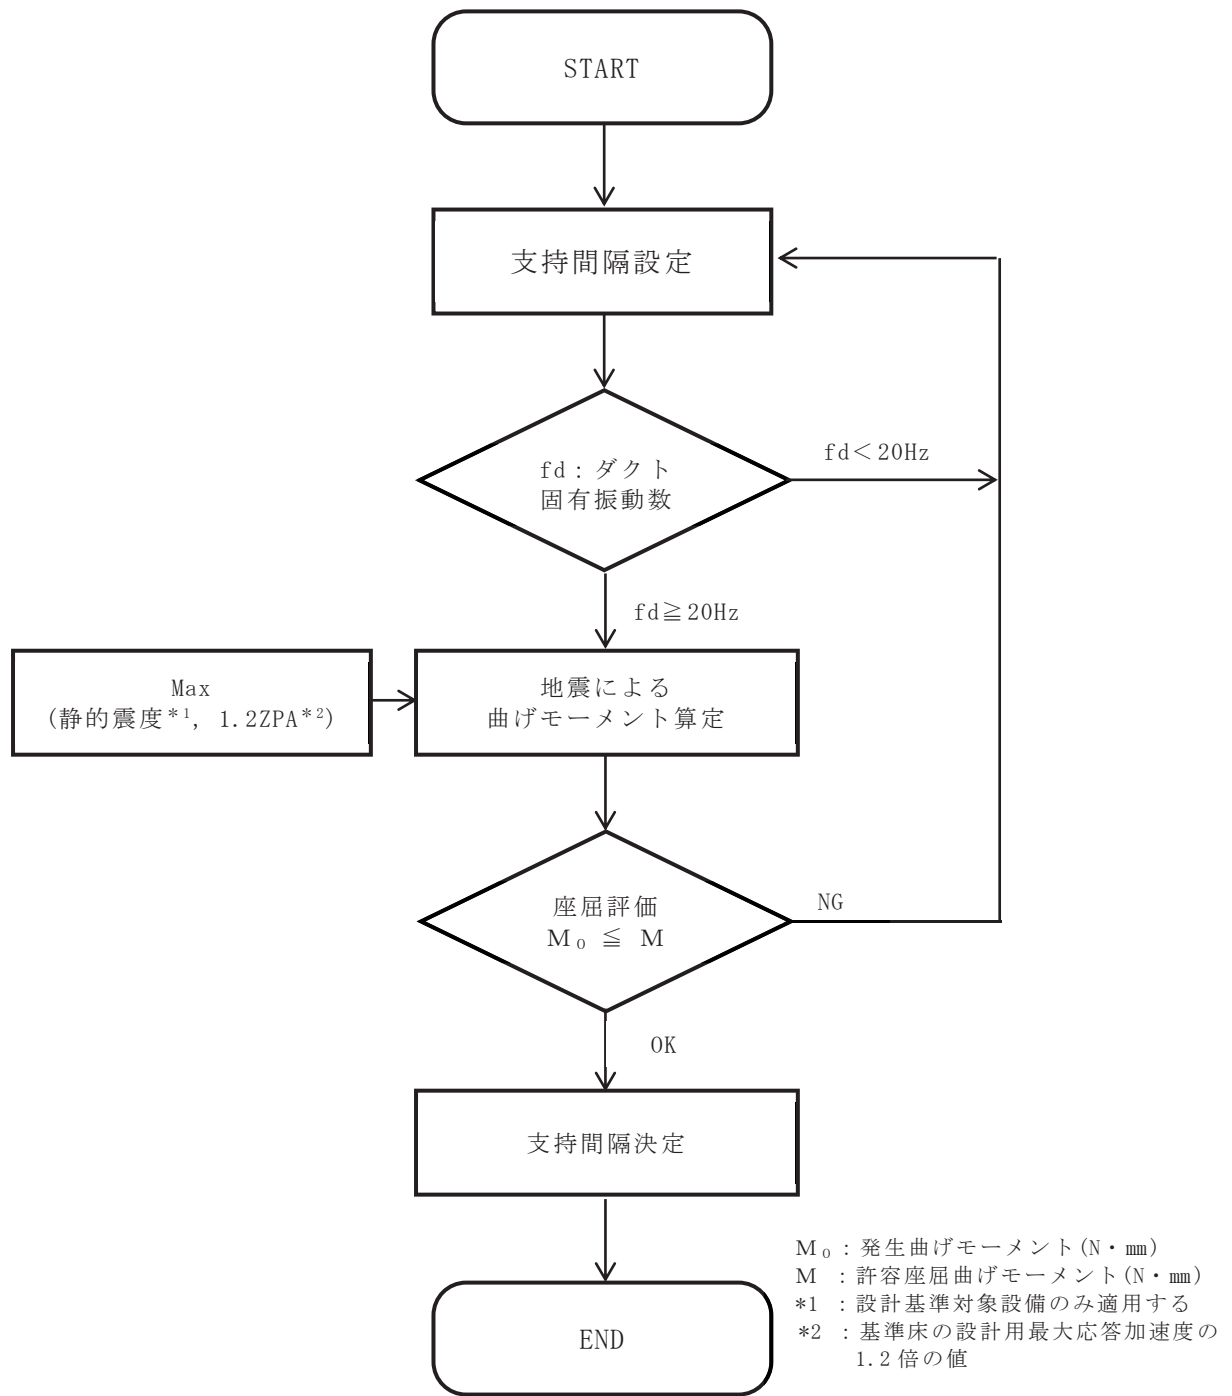 START
支持間隔設定
fd<20Hz
fd:ダクト
固有振動数
fd≧20Hz
Max
(静的震度*1, 1.2ZPA*2)
地震による
曲げモーメント算定
座屈評価
M0 ≦ M
NG
OK
支持間隔決定
M0:発生曲げモーメント(N・㎜)
M :許容座屈曲げモーメント(N・㎜)
*1 :設計基準対象設備のみ適用する
*2 :基準床の設計用最大応答加速度の
1.2倍の値
END